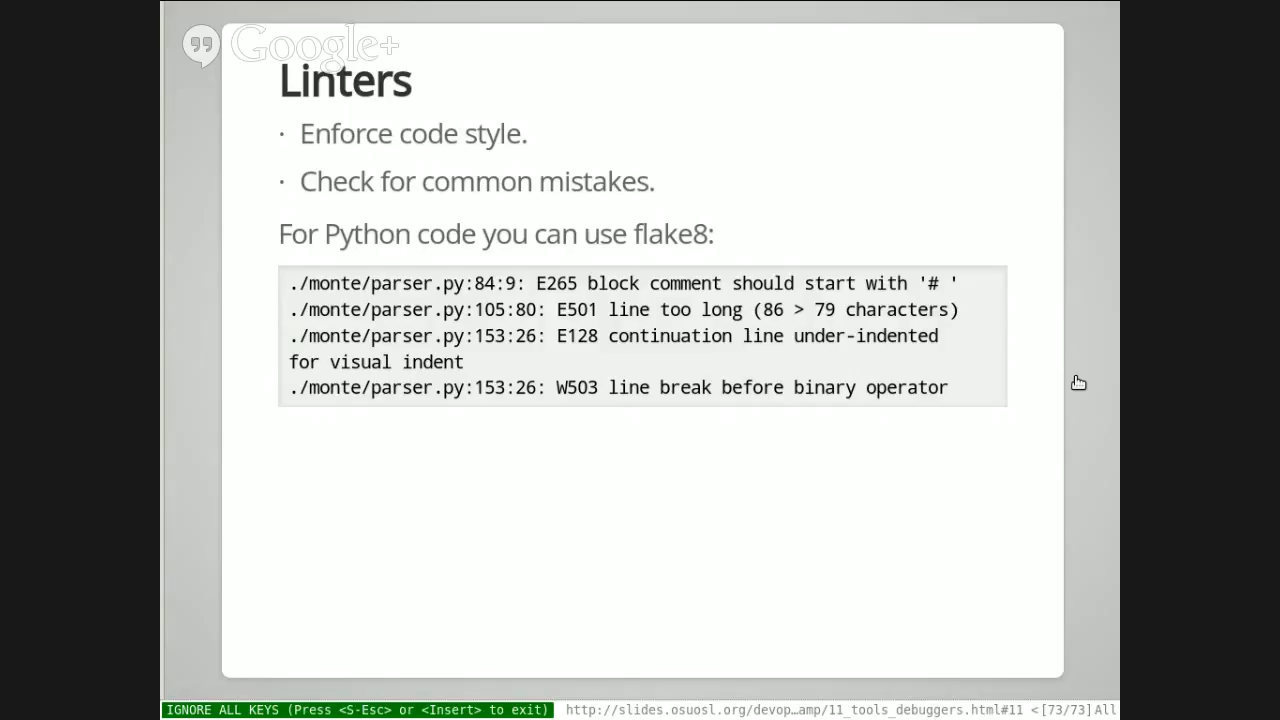 Google+
Linters
· Enforce code style.
· Check for common mistakes.
For Python code you can use flake8:
./monte/parser.py:84:9: E265 block comment should start with '# '
./monte/parser.py:105:80: E501 line too long (86 > 79 characters)
./monte/parser.py:153:26: E128 continuation line under-indented
for visual indent
./monte/parser.py:153:26: W503 line break before binary operator
IGNORE ALL KEYS (Press <S-Esc> or <Insert> to exit) http://slides.osuosl.org/devop…amp/11_tools_debuggers.html#11 <[73/73]All